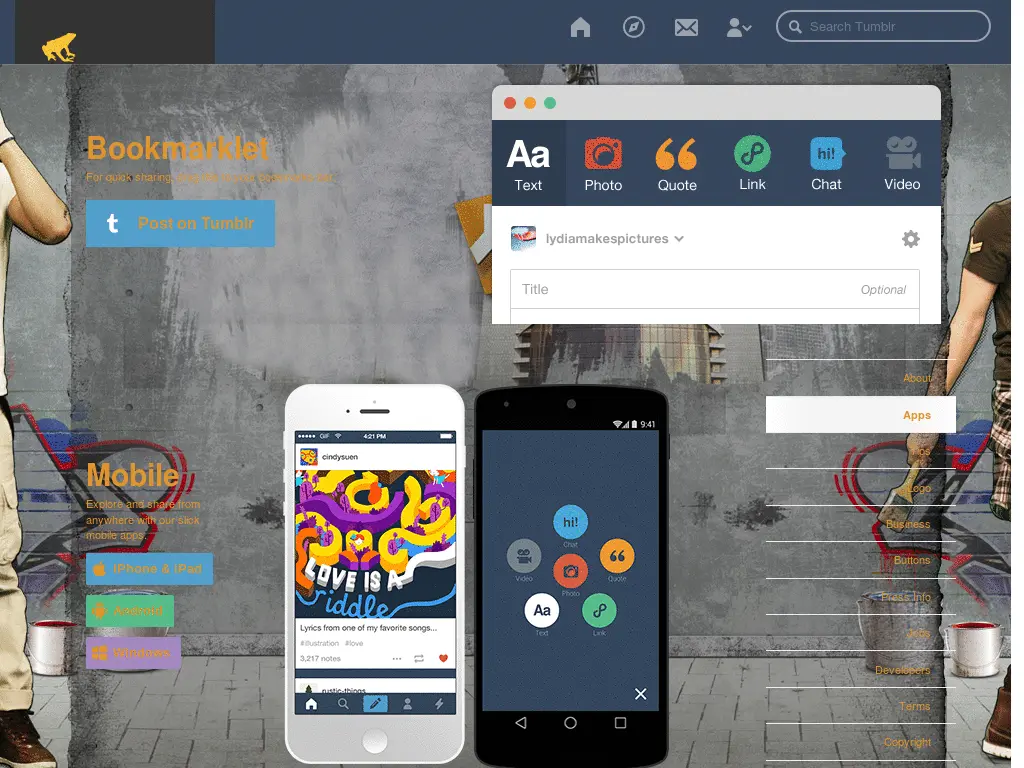 Search Tumblr
Bookmarklet
For quick sharing,
t Post on Tumblr
Aa
Text
Photo
Quote
Link
hi!
Chat
Video
lydiamakespictures
Title
Optional
Mobile
Explore and share from
anywhere with our slick
mobile apps.
iPhone & iPad
Android
Windows
GIF 4:21 PM
cindysuen
LOVE IS A
riddle
Lyrics from one of my favorite songs...
#illustration #love
3,217 notes
rustic-things
9:41
hi!
Chat
Video
Quote
Photo
Aa
Text
Link
About
Apps
Logo
Business
Buttons
Press Info
Jobs
Developers
Terms
Copyright